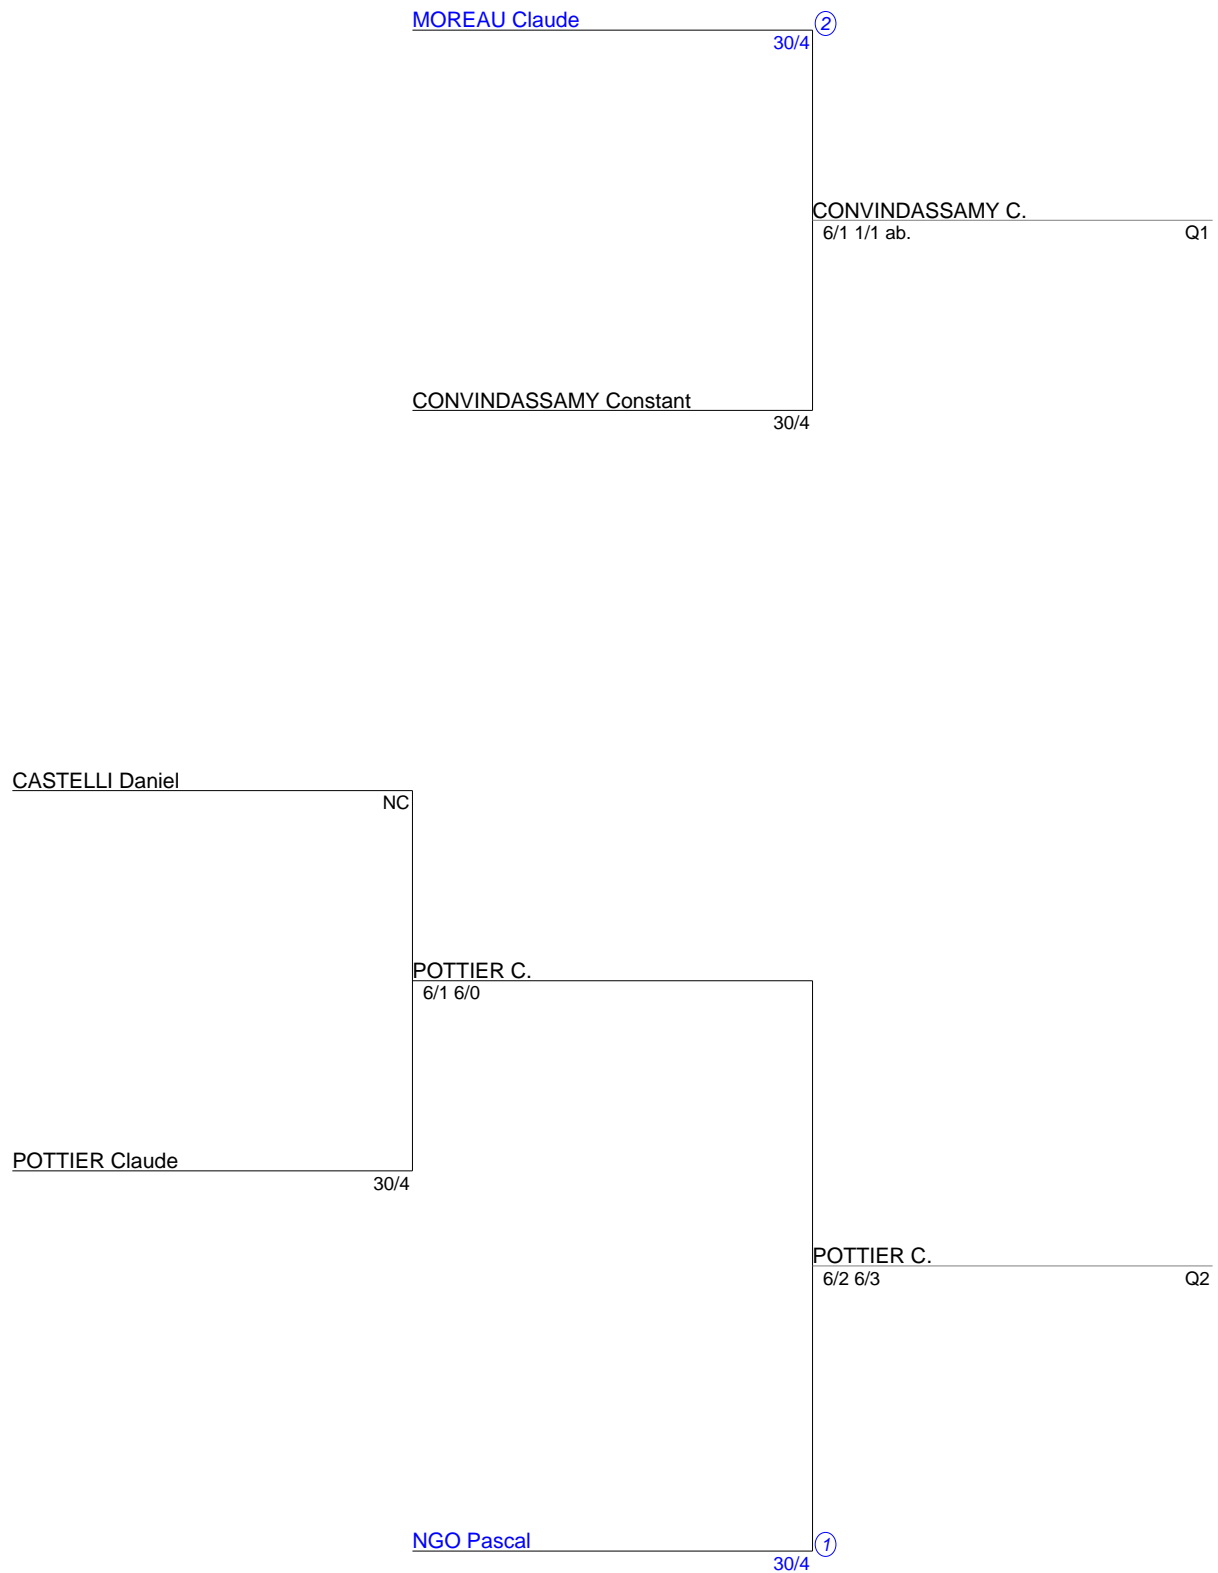 MOREAU Claude
2
30/4
CONVINDASSAMY C.
6/1 1/1 ab.
Q1
CONVINDASSAMY Constant
30/4
CASTELLI Daniel
NC
POTTIER C.
6/1 6/0
POTTIER Claude
30/4
POTTIER C.
6/2 6/3
Q2
NGO Pascal
1
30/4